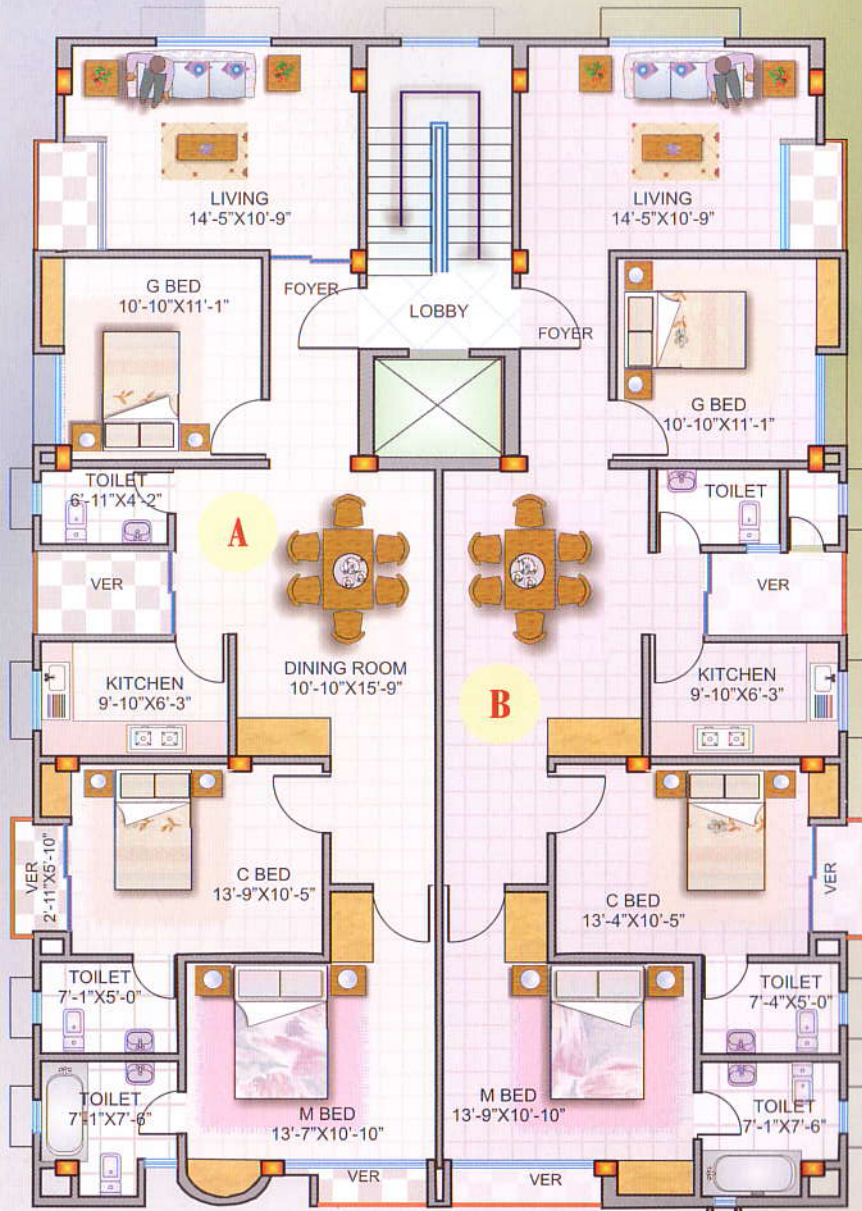 LIVING
14'-5"X10'-9"
LIVING
14'-5"X10'-9"
G BED
10'-10"X11'-1"
FOYER
LOBBY
FOYER
G BED
10'-10"X11'-1"
TOILET
6'-11"X4'-2"
TOILET
A
VER
VER
DINING ROOM
10'-10"X15'-9"
KITCHEN
9'-10"X6'-3"
KITCHEN
9'-10"X6'-3"
B
VER
2'-11"X5'-10"
C BED
13'-9"X10'-5"
C BED
13'-4"X10'-5"
VER
TOILET
7'-1"X5'-0"
TOILET
7'-4"X5'-0"
TOILET
7'-1"X7'-6"
M BED
13'-7"X10'-10"
M BED
13'-9"X10'-10"
TOILET
7'-1"X7'-6"
VER
VER